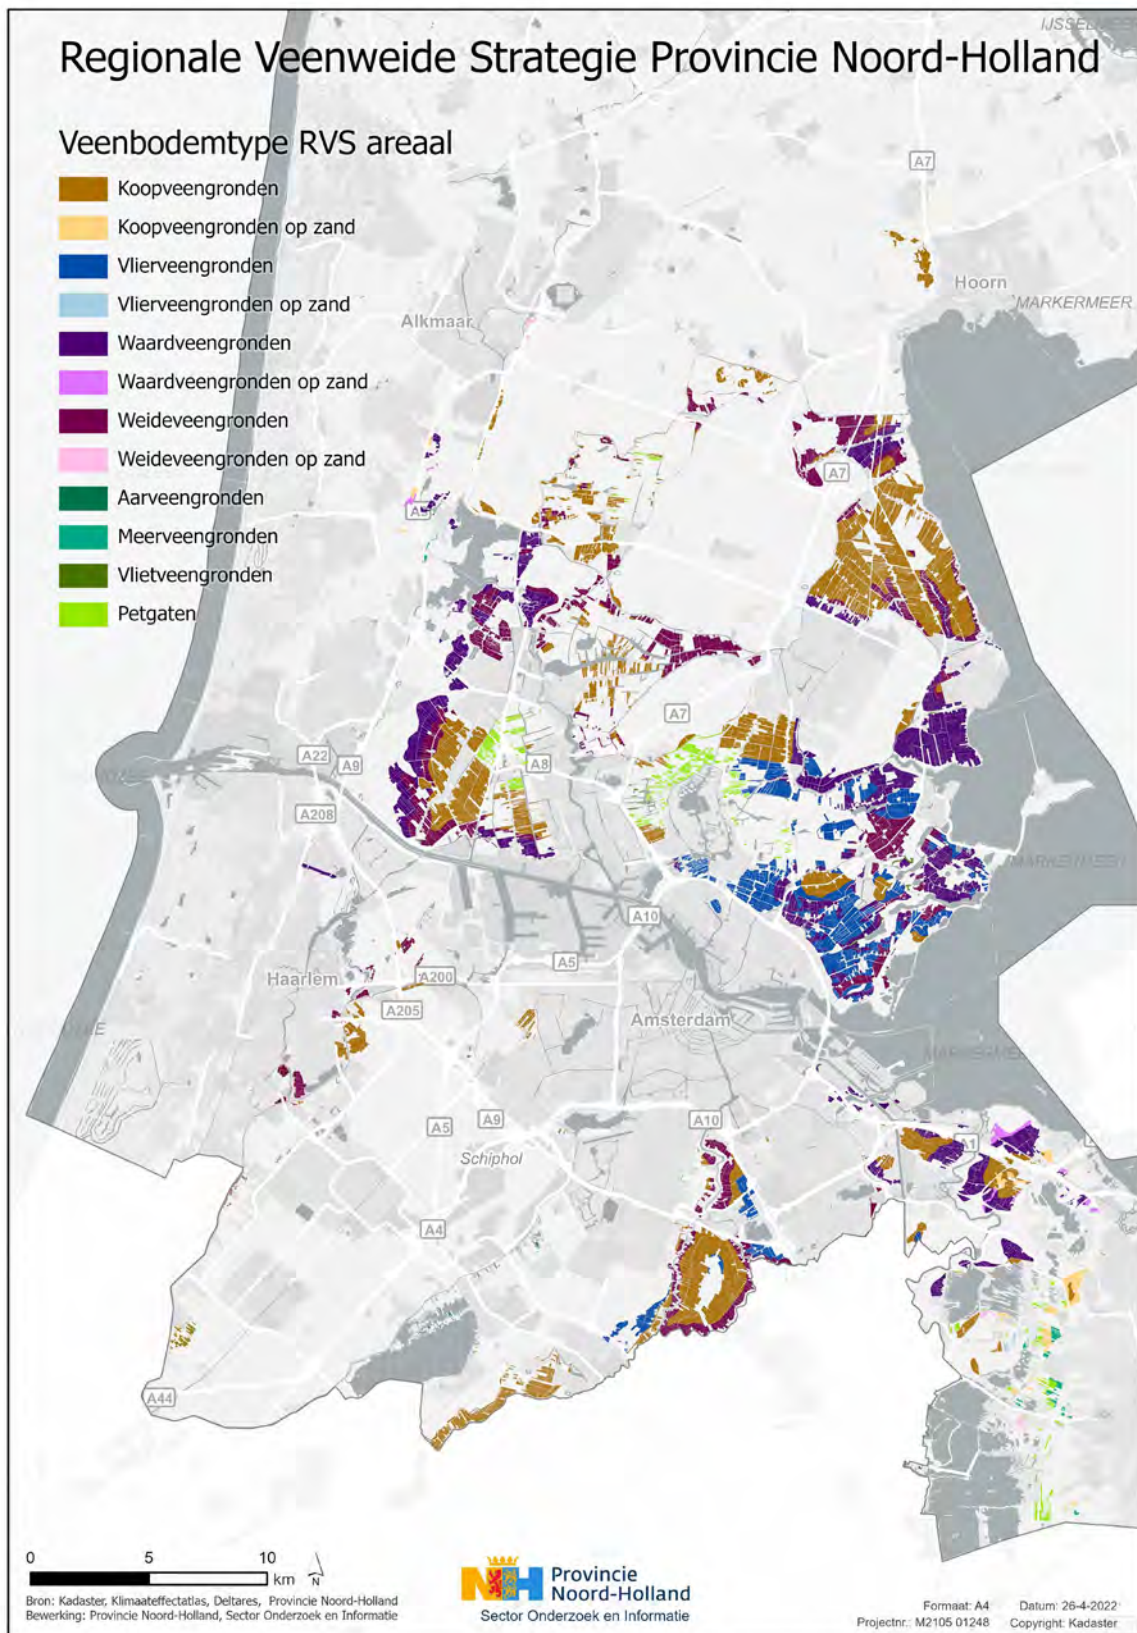 IJSSELMEER
Regionale Veenweide Strategie Provincie Noord-Holland
Veenbodemtype RVS areaal
Koopveengronden
Koopveengronden op zand
Vlierveengronden
Vlierveengronden op zand
Waardveengronden
Waardveengronden op zand
Weideveengronden
Weideveengronden op zand
Aarveengronden
Meerveengronden
Vlietveengronden
Petgaten
A7
Hoorn
MARKERMEER
Alkmaar
A7
A9
A7
A8
A22
A9
A208
MARKERMEER
A10
A5
Haarlem
A200
A205
Amsterdam
MARKERMEER
A5
A9
A10
A1
Schiphol
A4
A44
0 5 10
km
N
Bron: Kadaster, Klimaateffectatlas, Deltares, Provincie Noord-Holland
Bewerking: Provincie Noord-Holland, Sector Onderzoek en Informatie
NH
Provincie
Noord-Holland
Sector Onderzoek en Informatie
Formaat: A4 Datum: 26-4-2022
Projectnr.: M2105 01248 Copyright: Kadaster